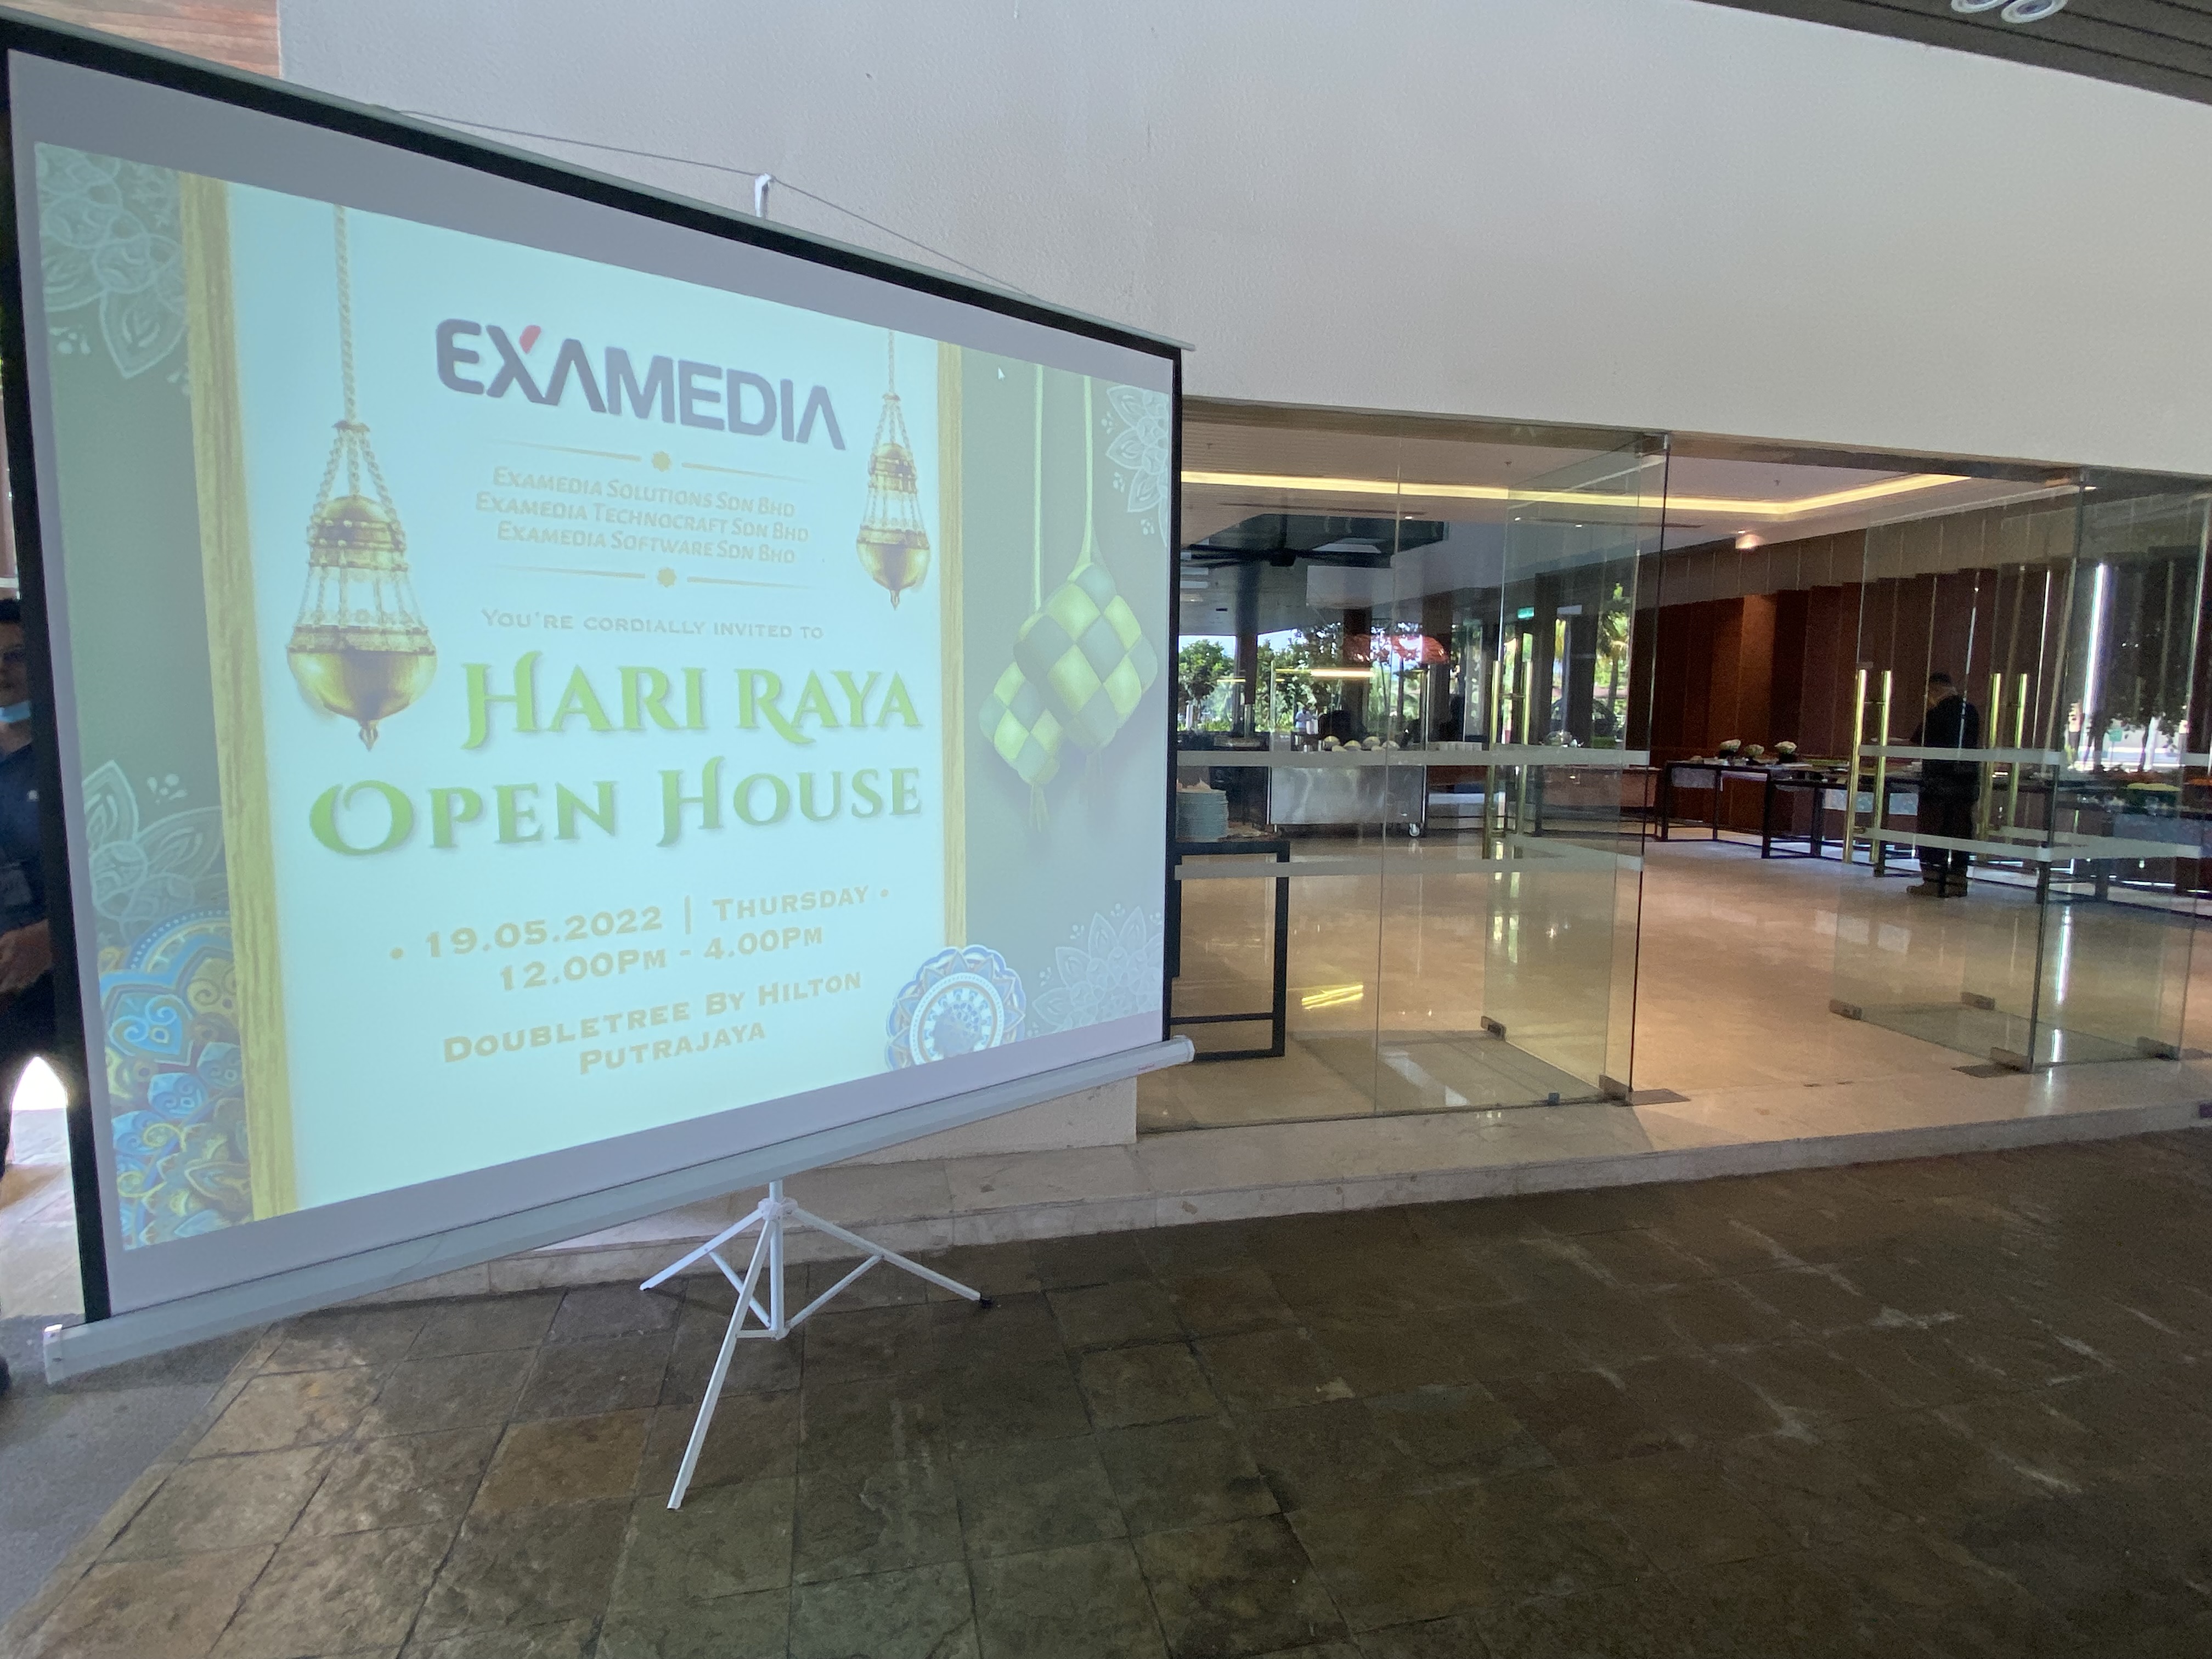 EXAMEDIA
EXAMEDIA SOLUTIONS SDN BHD
EXAMEDIA TECHNOCRAFT SDN BHD
EXAMEDIA SOFTWARE SDN BHD
YOU'RE CORDIALLY INVITED TO
HARI RAYA
OPEN HOUSE
• 19.05.2022 | THURSDAY •
12.00PM - 4.00PM
DOUBLETREE BY HILTON
PUTRAJAYA